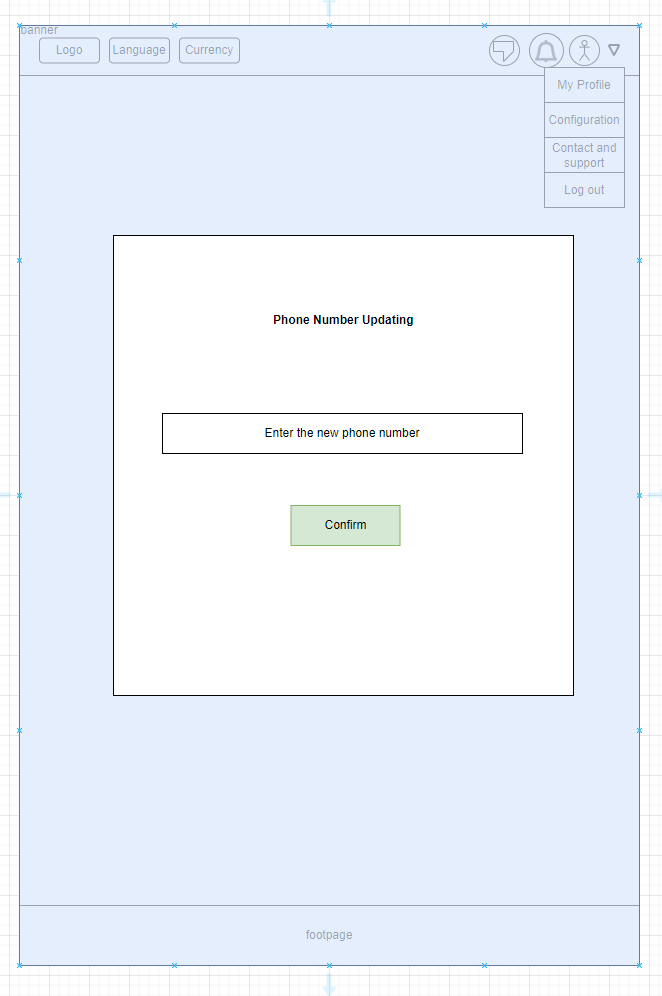 banner
Logo
Language
Currency
My Profile
Configuration
Contact and
support
Log out
Phone Number Updating
Enter the new phone number
Confirm
footpage